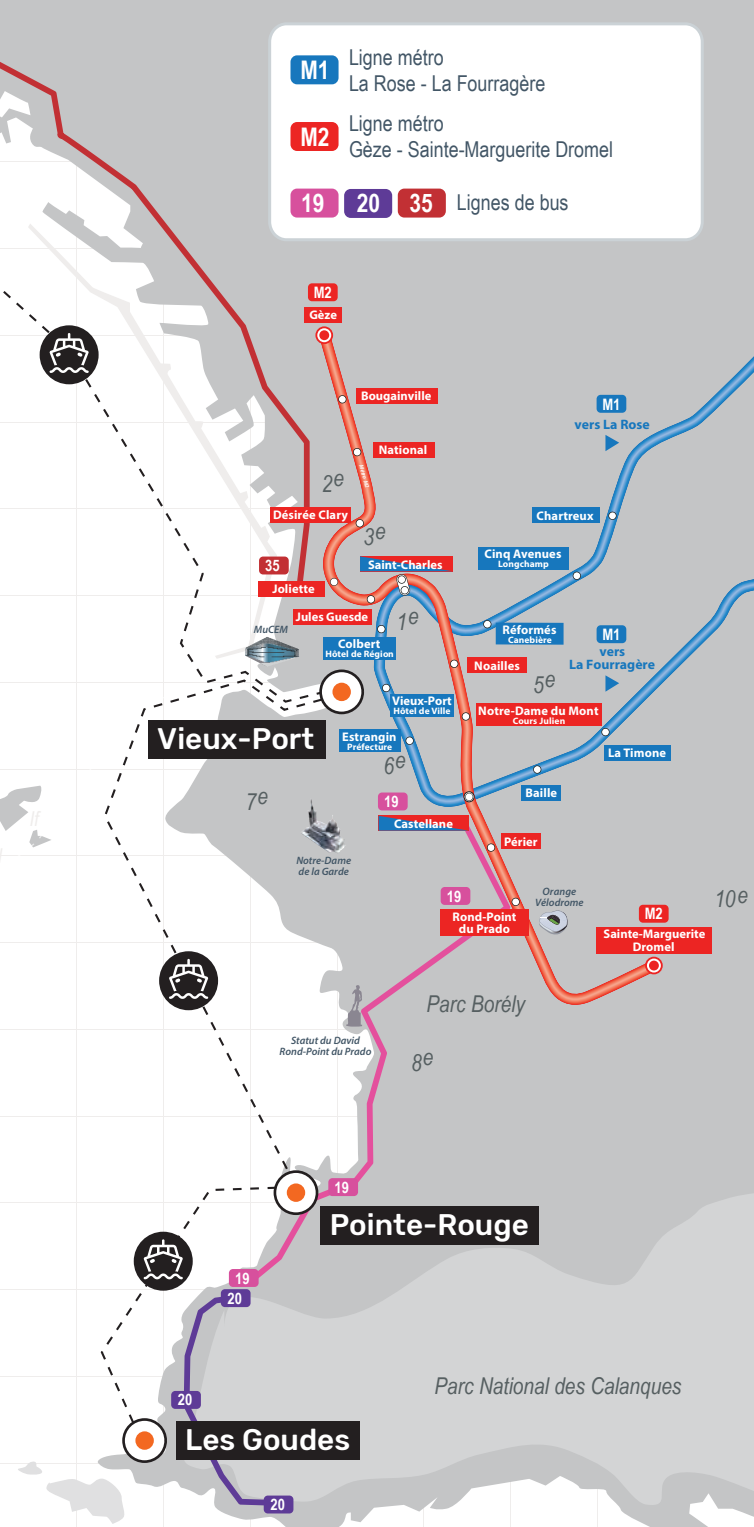 M1
Ligne métro
La Rose - La Fourragère
M2
Ligne métro
Gèze - Sainte-Marguerite Dromel
19 20 35 Lignes de bus
M2
Gèze
Bougainville
M1
vers La Rose
National
2e
Désirée Clary
Chartreux
3e
Cinq Avenues
Longchamp
35
Saint-Charles
Joliette
Jules Guesde
1e
MuCEM
Réformés
Canebière
Colbert
Hôtel de Région
M1
vers
La Fourragère
Noailles
5e
Vieux-Port
Hôtel de Ville
Notre-Dame du Mont
Cours Julien
Vieux-Port
Estrangin
Préfecture
La Timone
6e
Baille
7e
19
Castellane
Périer
Notre-Dame
de la Garde
19
Orange
Vélodrome
10e
Rond-Point
du Prado
M2
Sainte-Marguerite
Dromel
Parc Borély
Statut du David
Rond-Point du Prado
8e
19
Pointe-Rouge
19
20
Parc National des Calanques
20
Les Goudes
20